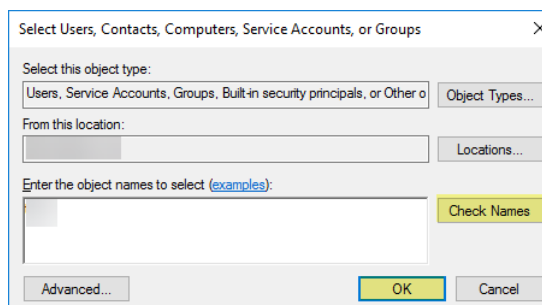 Select Users, Contacts, Computers, Service Accounts, or Groups
Select this object type:
Users, Service Accounts, Groups, Built-in security principals, or Other o
Object Types...
From this location:
Locations...
Enter the object names to select (examples):
Check Names
Advanced...
OK
Cancel